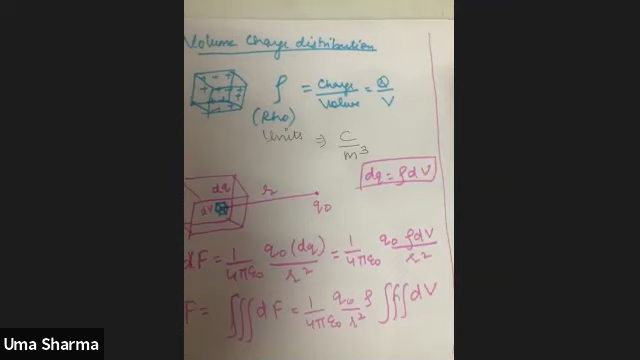 Volume Charge distribution
ρ = Charge/Volume = Q/V
(Rho)
Units ⇒ C/m³
dq = ρdV
dq
dV
r
q₀
dF = 1/4πε₀ q₀(dq)/r² = 1/4πε₀ q₀ρdV/r²
F = ∭dF = 1/4πε₀ q₀/r² ρ ∭dV
Uma Sharma